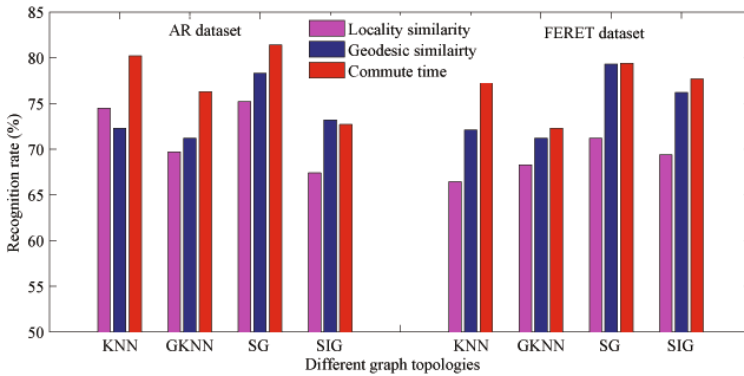 AR dataset
FERET dataset
Locality similarity
Geodesic similairty
Commute time
Recognition rate (%)
85
80
75
70
65
60
55
50
KNN GKNN SG SIG KNN GKNN SG SIG
Different graph topologies